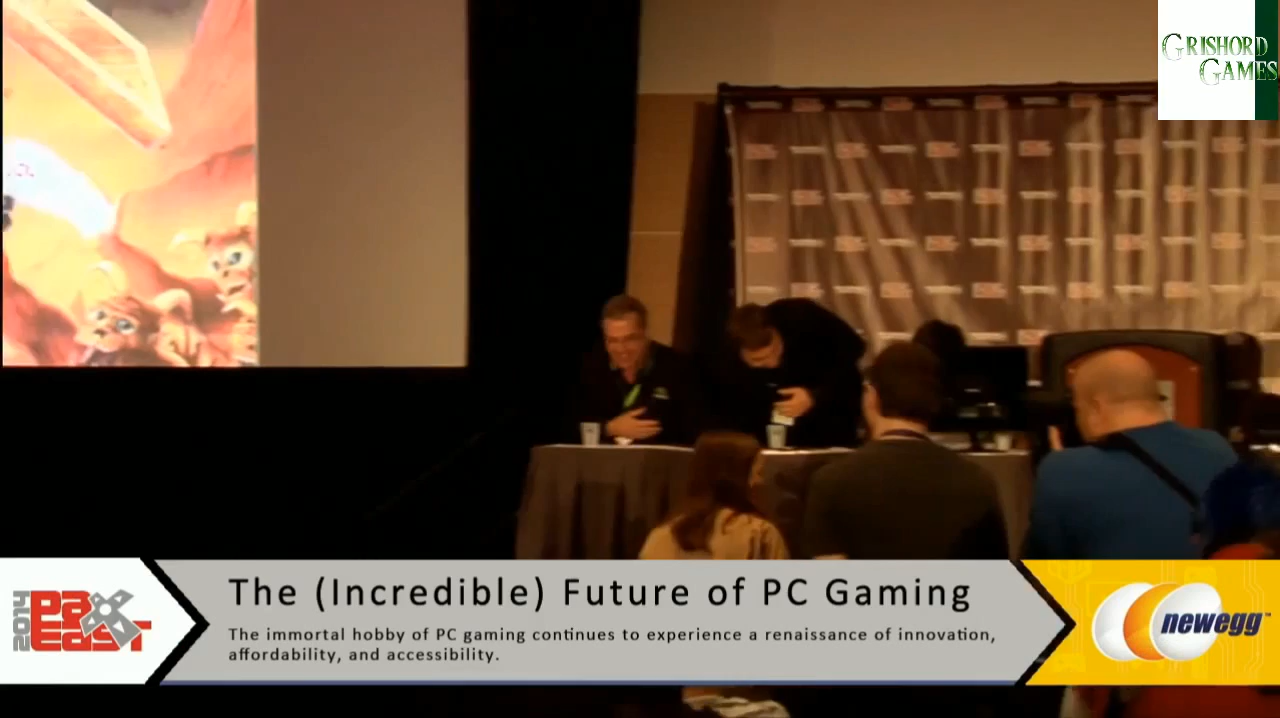 GRISHORD
GAMES
The (Incredible) Future of PC Gaming
The immortal hobby of PC gaming continues to experience a renaissance of innovation,
affordability, and accessibility.
2014
PAX
EAST
newegg™